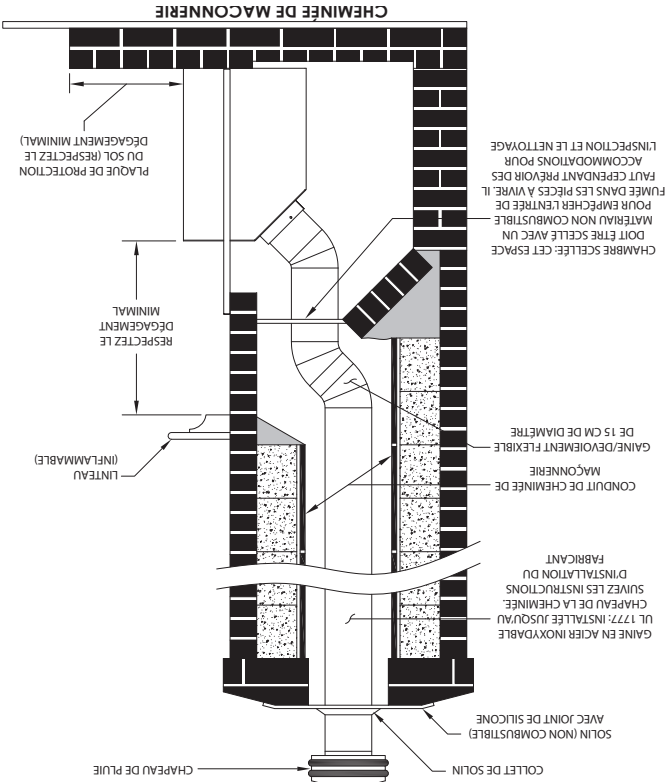 COLLET DE SOLIN
CHAPEAU DE PLUIE
SOLIN (NON COMBUSTIBLE)
AVEC JOINT DE SILICONE
GAINE EN ACIER INOXYDABLE
UL 1777: INSTALLÉE JUSQU'AU
CHAPEAU DE LA CHEMINÉE.
SUIVEZ LES INSTRUCTIONS
D'INSTALLATION DU
FABRICANT
CONDUIT DE CHEMINÉE DE
MAÇONERIE
GAINE/DEVOIEMENT FLEXIBLE
DE 15 CM DE DIAMÈTRE
LINTEAU
(INFLAMMABLE)
RESPECTEZ LE
DÉGAGEMENT
MINIMAL
CHAMBRE SCELLÉE: CET ESPACE
DOIT ÊTRE SCELLÉ AVEC UN
MATÉRIAU NON COMBUSTIBLE
POUR EMPÊCHER L'ENTRÉE DE
FUMÉE DANS LES PIÈCES À VIVRE. IL
FAUT CEPENDANT PRÉVOIR DES
ACCOMMODATIONS POUR
L'INSPECTION ET LE NETTOYAGE
PLAQUE DE PROTECTION
DU SOL (RESPECTEZ LE
DÉGAGEMENT MINIMAL)
CHEMINÉE DE MAÇONNERIE